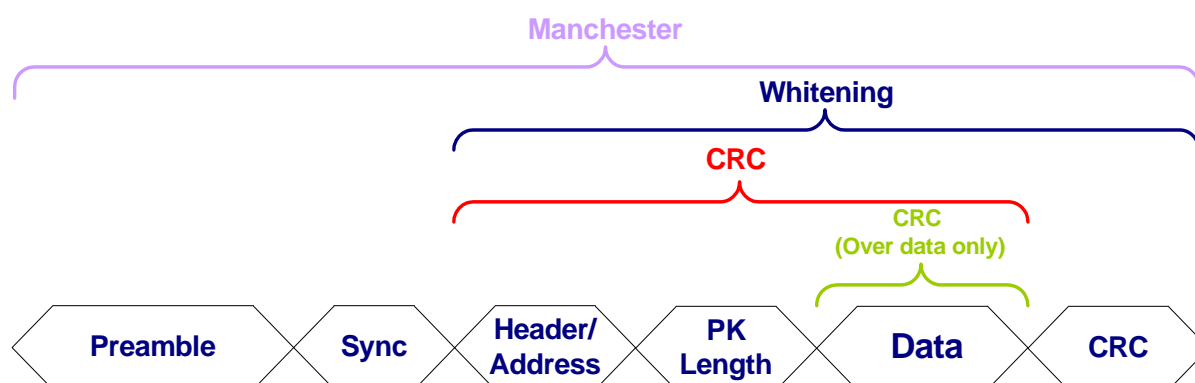 Manchester
Whitening
CRC
CRC
(Over data only)
Preamble
Sync
Header/
Address
PK
Length
Data
CRC